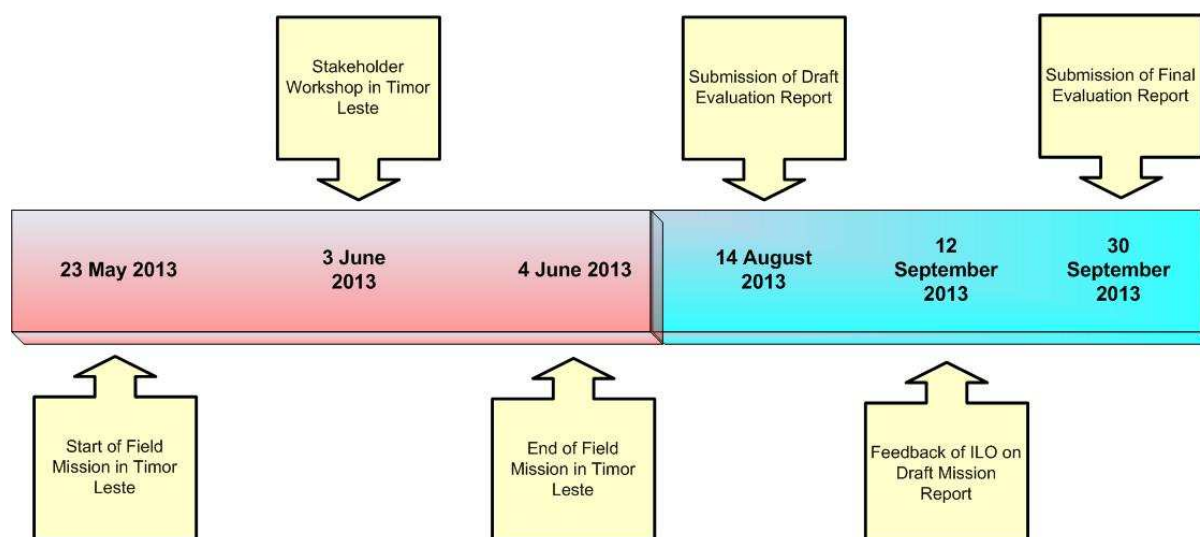 Stakeholder
Workshop in Timor
Leste
Submission of Draft
Evaluation Report
Submission of Final
Evaluation Report
23 May 2013
3 June
2013
4 June 2013
14 August
2013
12
September
2013
30
September
2013
Start of Field
Mission in Timor
Leste
End of Field
Mission in Timor
Leste
Feedback of ILO on
Draft Mission
Report